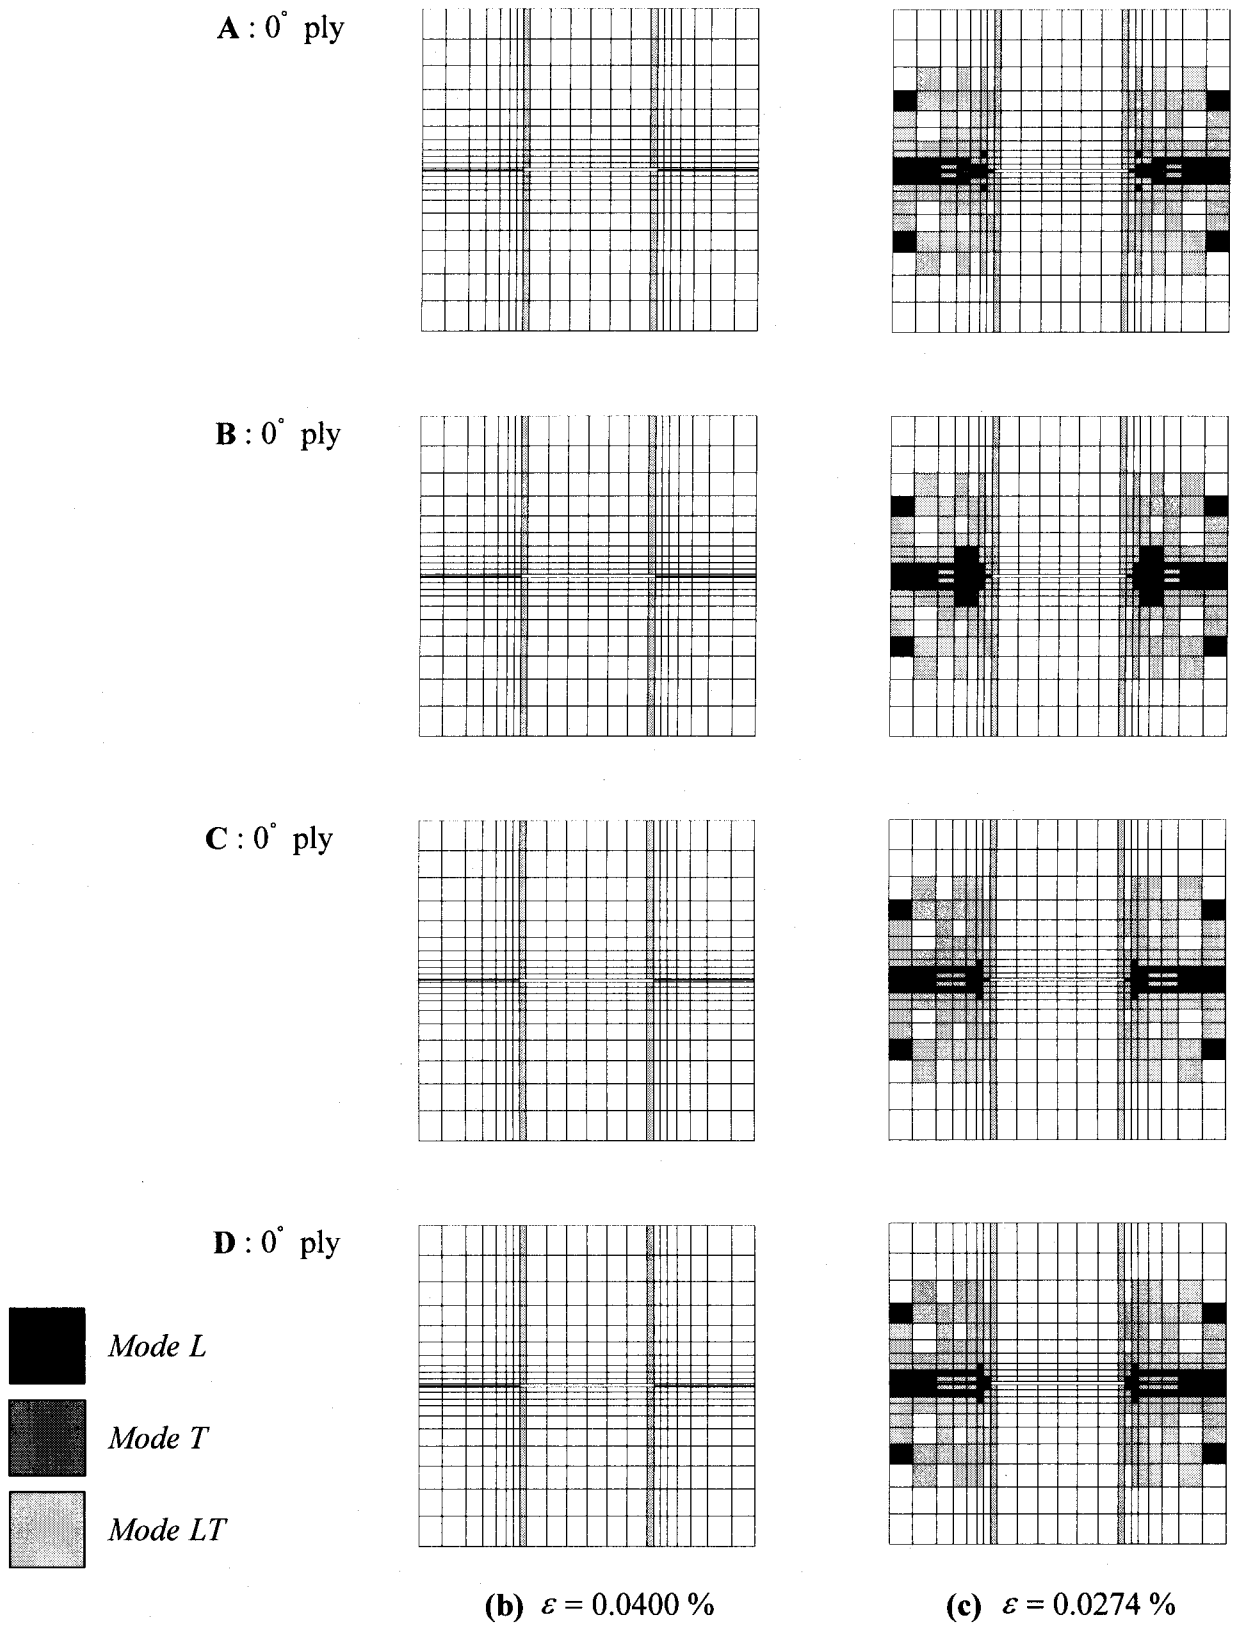 A : 0° ply
B : 0° ply
C : 0° ply
D : 0° ply
Mode L
Mode T
Mode LT
(b) ε = 0.0400 %
(c) ε = 0.0274 %